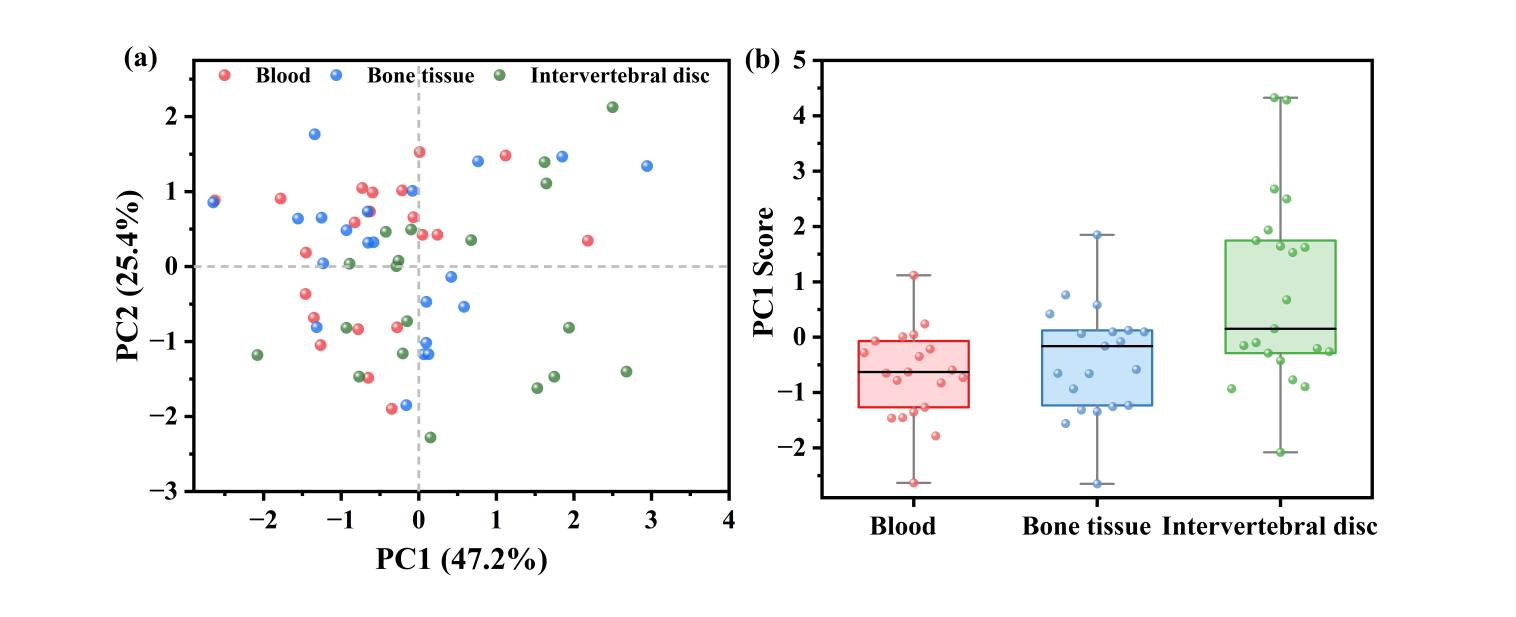 (a)
Blood Bone tissue Intervertebral disc
2
1
0
−1
−2
−3
−2 −1 0 1 2 3 4
PC2 (25.4%)
PC1 (47.2%)
(b)
5
4
3
2
1
0
−1
−2
PC1 Score
Blood Bone tissue Intervertebral disc